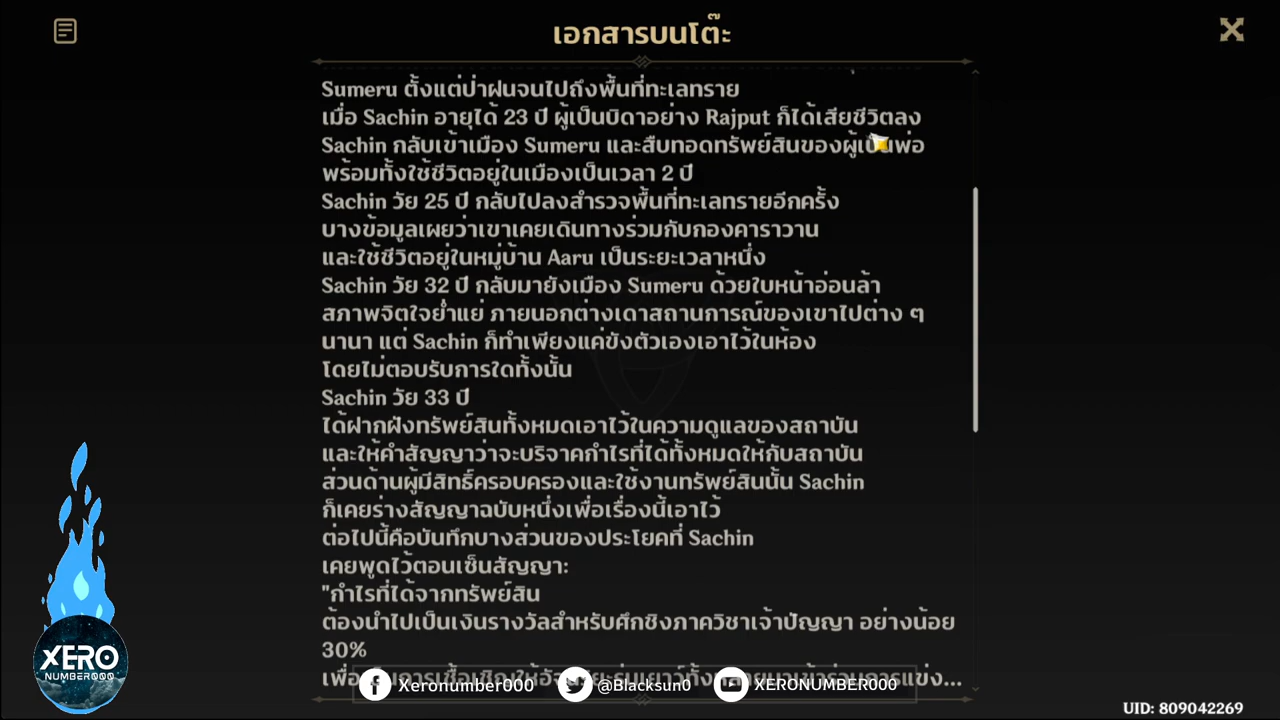 เอกสารบนโต๊ะ
Sumeru ตั้งแต่ป่าฝนจนไปถึงพื้นที่ทะเลทราย
เมื่อ Sachin อายุได้ 23 ปี ผู้เป็นบิดาอย่าง Rajput ก็ได้เสียชีวิตลง
Sachin กลับเข้าเมือง Sumeru และสืบทอดทรัพย์สินของผู้เป็นพ่อ
พร้อมทั้งใช้ชีวิตอยู่ในเมืองเป็นเวลา 2 ปี
Sachin วัย 25 ปี กลับไปลงสำรวจพื้นที่ทะเลทรายอีกครั้ง
บางข้อมูลเผยว่าเขาเคยเดินทางร่วมกับกองคาราวาน
และใช้ชีวิตอยู่ในหมู่บ้าน Aaru เป็นระยะเวลาหนึ่ง
Sachin วัย 32 ปี กลับมายังเมือง Sumeru ด้วยใบหน้าอ่อนล้า
สภาพจิตใจย่ำแย่ ภายนอกต่างเดาสถานการณ์ของเขาไปต่าง ๆ
นานา แต่ Sachin ก็ทำเพียงแค่ขังตัวเองเอาไว้ในห้อง
โดยไม่ตอบรับการใดทั้งนั้น
Sachin วัย 33 ปี
ได้ฝากฝังทรัพย์สินทั้งหมดเอาไว้ในความดูแลของสถาบัน
และให้คำสัญญาว่าจะบริจาคกำไรที่ได้ทั้งหมดให้กับสถาบัน
ส่วนด้านผู้มีสิทธิ์ครอบครองและใช้งานทรัพย์สินนั้น Sachin
ก็เคยร่างสัญญาฉบับหนึ่งเพื่อเรื่องนี้เอาไว้
ต่อไปนี้คือบันทึกบางส่วนของประโยคที่ Sachin
เคยพูดไว้ตอนเซ็นสัญญา:
"กำไรที่ได้จากทรัพย์สิน
ต้องนำไปเป็นเงินรางวัลสำหรับศึกชิงภาควิชาเจ้าปัญญา อย่างน้อย
30%
XERO
NUMBER000
Xeronumber000
@Blacksun0
XERONUMBER000
UID: 809042269